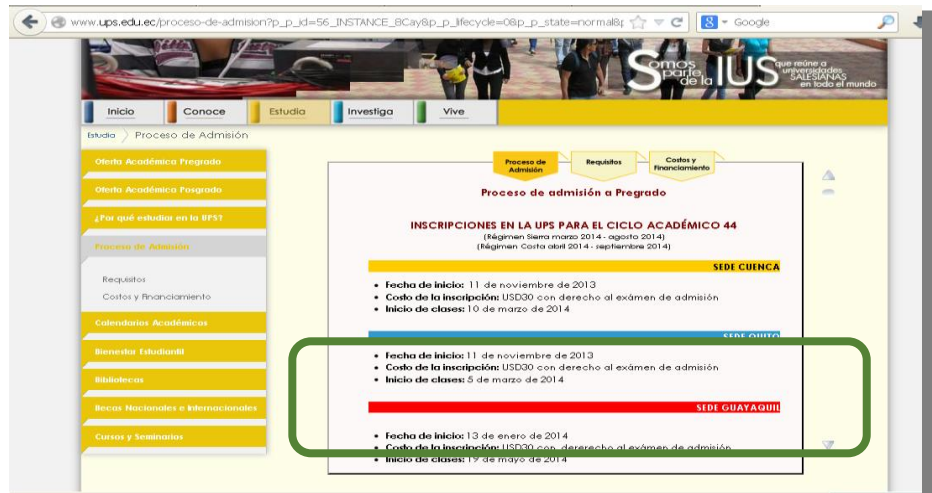 www.ups.edu.ec/proceso-de-admision?p_p_id=56_INSTANCE_8Cay&p_p_lifecycle=0&p_p_state=normal&
Google
Somos parte de la IUS que reúne a universidades SALESIANAS en todo el mundo
Inicio Conoce Estudia Investiga Vive
Estudia Proceso de Admisión
Oferta Académica Pregrado
Oferta Académica Posgrado
¿Por qué estudiar en la UPS?
Proceso de Admisión
Requisitos
Costos y Financiamiento
Calendarios Académicos
Bienestar Estudiantil
Bibliotecas
Becas Nacionales e Internacionales
Cursos y Seminarios
Proceso de Admisión
Requisitos
Costos y Financiamiento
Proceso de admisión a Pregrado
INSCRIPCIONES EN LA UPS PARA EL CICLO ACADÉMICO 44
(Régimen Sierra marzo 2014 - agosto 2014)
(Régimen Costa abril 2014 - septiembre 2014)
SEDE CUENCA
• Fecha de inicio: 11 de noviembre de 2013
• Costo de la inscripción: USD30 con derecho al exámen de admisión
• Inicio de clases: 10 de marzo de 2014
SEDE QUITO
• Fecha de inicio: 11 de noviembre de 2013
• Costo de la inscripción: USD30 con derecho al exámen de admisión
• Inicio de clases: 5 de marzo de 2014
SEDE GUAYAQUIL
• Fecha de inicio: 13 de enero de 2014
• Costo de la inscripción: USD30 con dererecho al exámen de admisión
• Inicio de clases: 19 de mayo de 2014